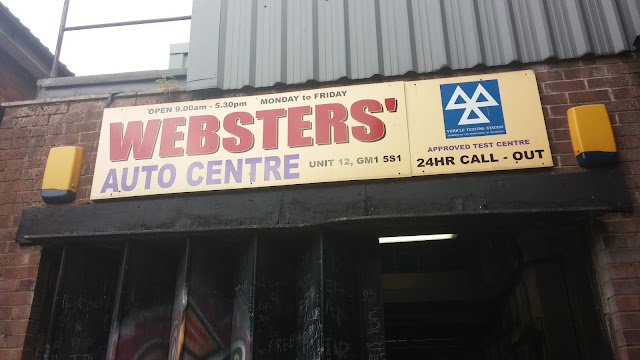 OPEN 9.00am - 5.30pm MONDAY to FRIDAY
WEBSTERS'
AUTO CENTRE
UNIT 12, GM1 5S1
VEHICLE TESTING STATION
APPROVED TEST CENTRE
24HR CALL - OUT